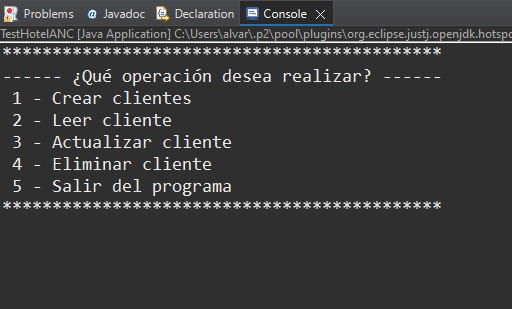 Problems Javadoc Declaration Console
TestHotelANC [Java Application] C:\Users\alvar\.p2\pool\plugins\org.eclipse.justj.openjdk.hotspo
********************************************
------ ¿Qué operación desea realizar? ------
1 - Crear clientes
2 - Leer cliente
3 - Actualizar cliente
4 - Eliminar cliente
5 - Salir del programa
********************************************